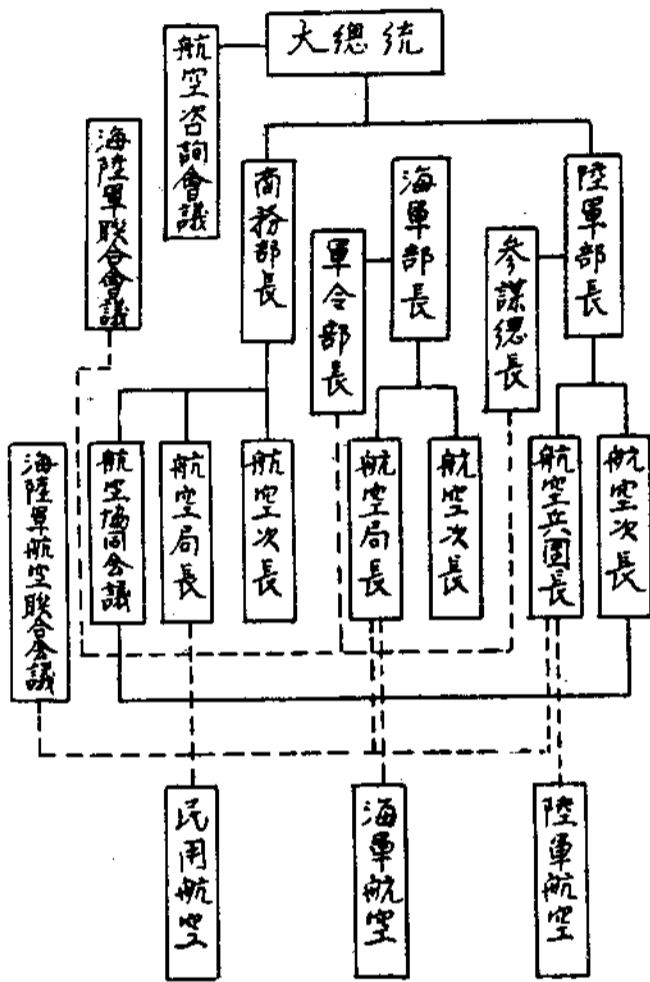 大總統
航空咨詢會議
海陸軍聯合會議
商務部長
海軍部長
軍令部長
陸軍部長
參謀總長
海陸軍航空聯合會議
航空協同會議
航空局長
航空次長
航空局長
航空次長
航空兵團長
航空次長
民用航空
海軍航空
陸軍航空